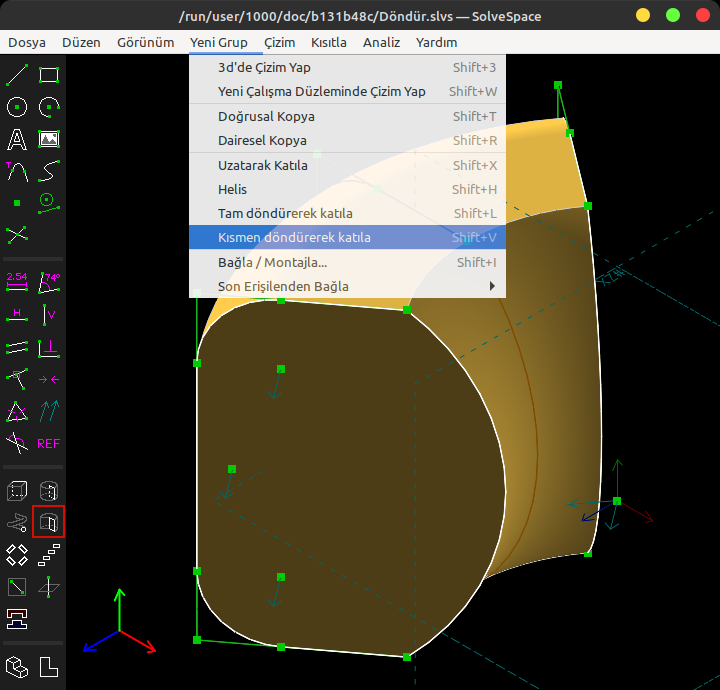 /run/user/1000/doc/b131b48c/Döndür.slvs — SolveSpace
Dosya Düzen Görünüm Yeni Grup Çizim Kısıtla Analiz Yardım
3d'de Çizim Yap Shift+3
Yeni Çalışma Düzleminde Çizim Yap Shift+W
Doğrusal Kopya Shift+T
Dairesel Kopya Shift+R
Uzatarak Katıla Shift+X
Helis Shift+H
Tam döndürerek katıla Shift+L
Kısmen döndürerek katıla Shift+V
Bağla / Montajla... Shift+I
Son Erişilenden Bağla
A
T
2.54 74°
H V
REF